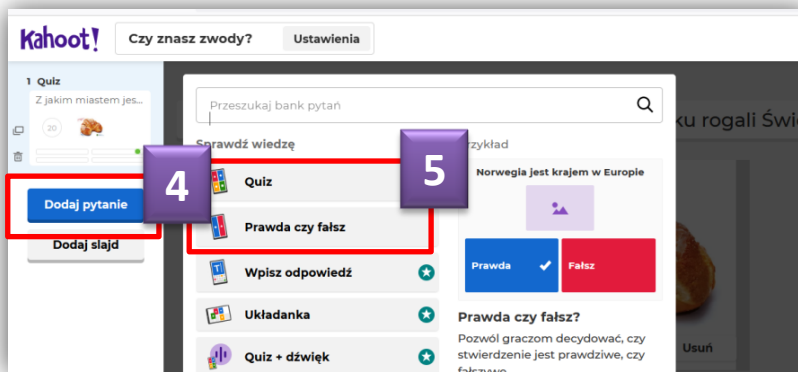 Kahoot!
Czy znasz zwody?
Ustawienia
1 Quiz
Z jakim miastem jes...
20
Dodaj pytanie
Dodaj slajd
4
Przeszukaj bank pytań
Sprawdź wiedzę
Quiz
Prawda czy fałsz
Wpisz odpowiedź
Układanka
Quiz + dźwięk
5
rzykład
Norwegia jest krajem w Europie
Prawda
Fałsz
Prawda czy fałsz?
Pozwól graczom decydować, czy
stwierdzenie jest prawdziwe, czy
fałszywe
ku rogali Świę
Usuń